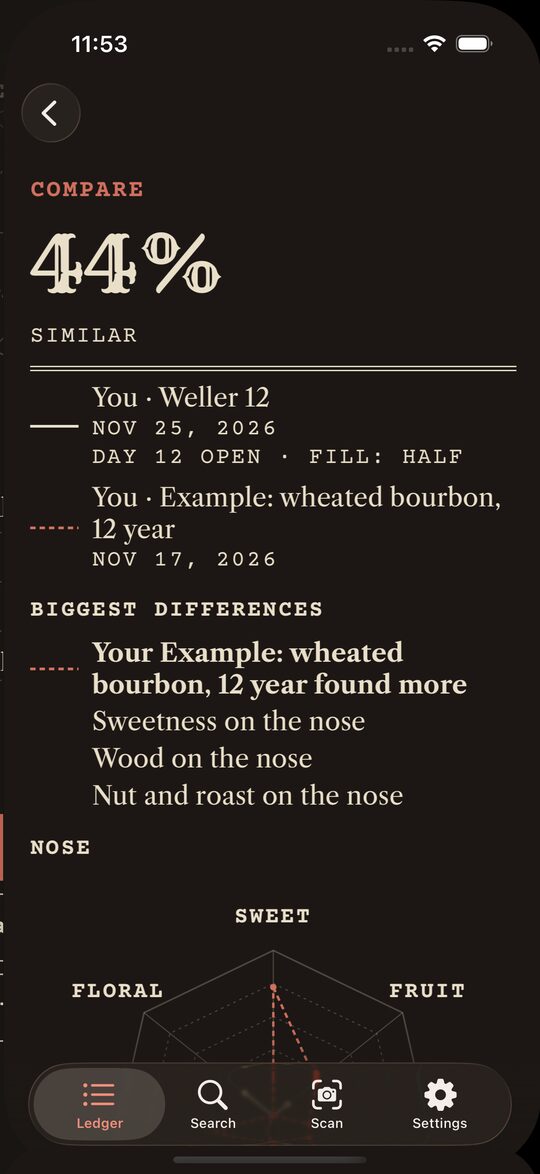 11:53
COMPARE
44%
SIMILAR
You · Weller 12
NOV 25, 2026
DAY 12 OPEN · FILL: HALF
You · Example: wheated bourbon,
12 year
NOV 17, 2026
BIGGEST DIFFERENCES
Your Example: wheated
bourbon, 12 year found more
Sweetness on the nose
Wood on the nose
Nut and roast on the nose
NOSE
SWEET
FLORAL
FRUIT
Ledger
Search
Scan
Settings